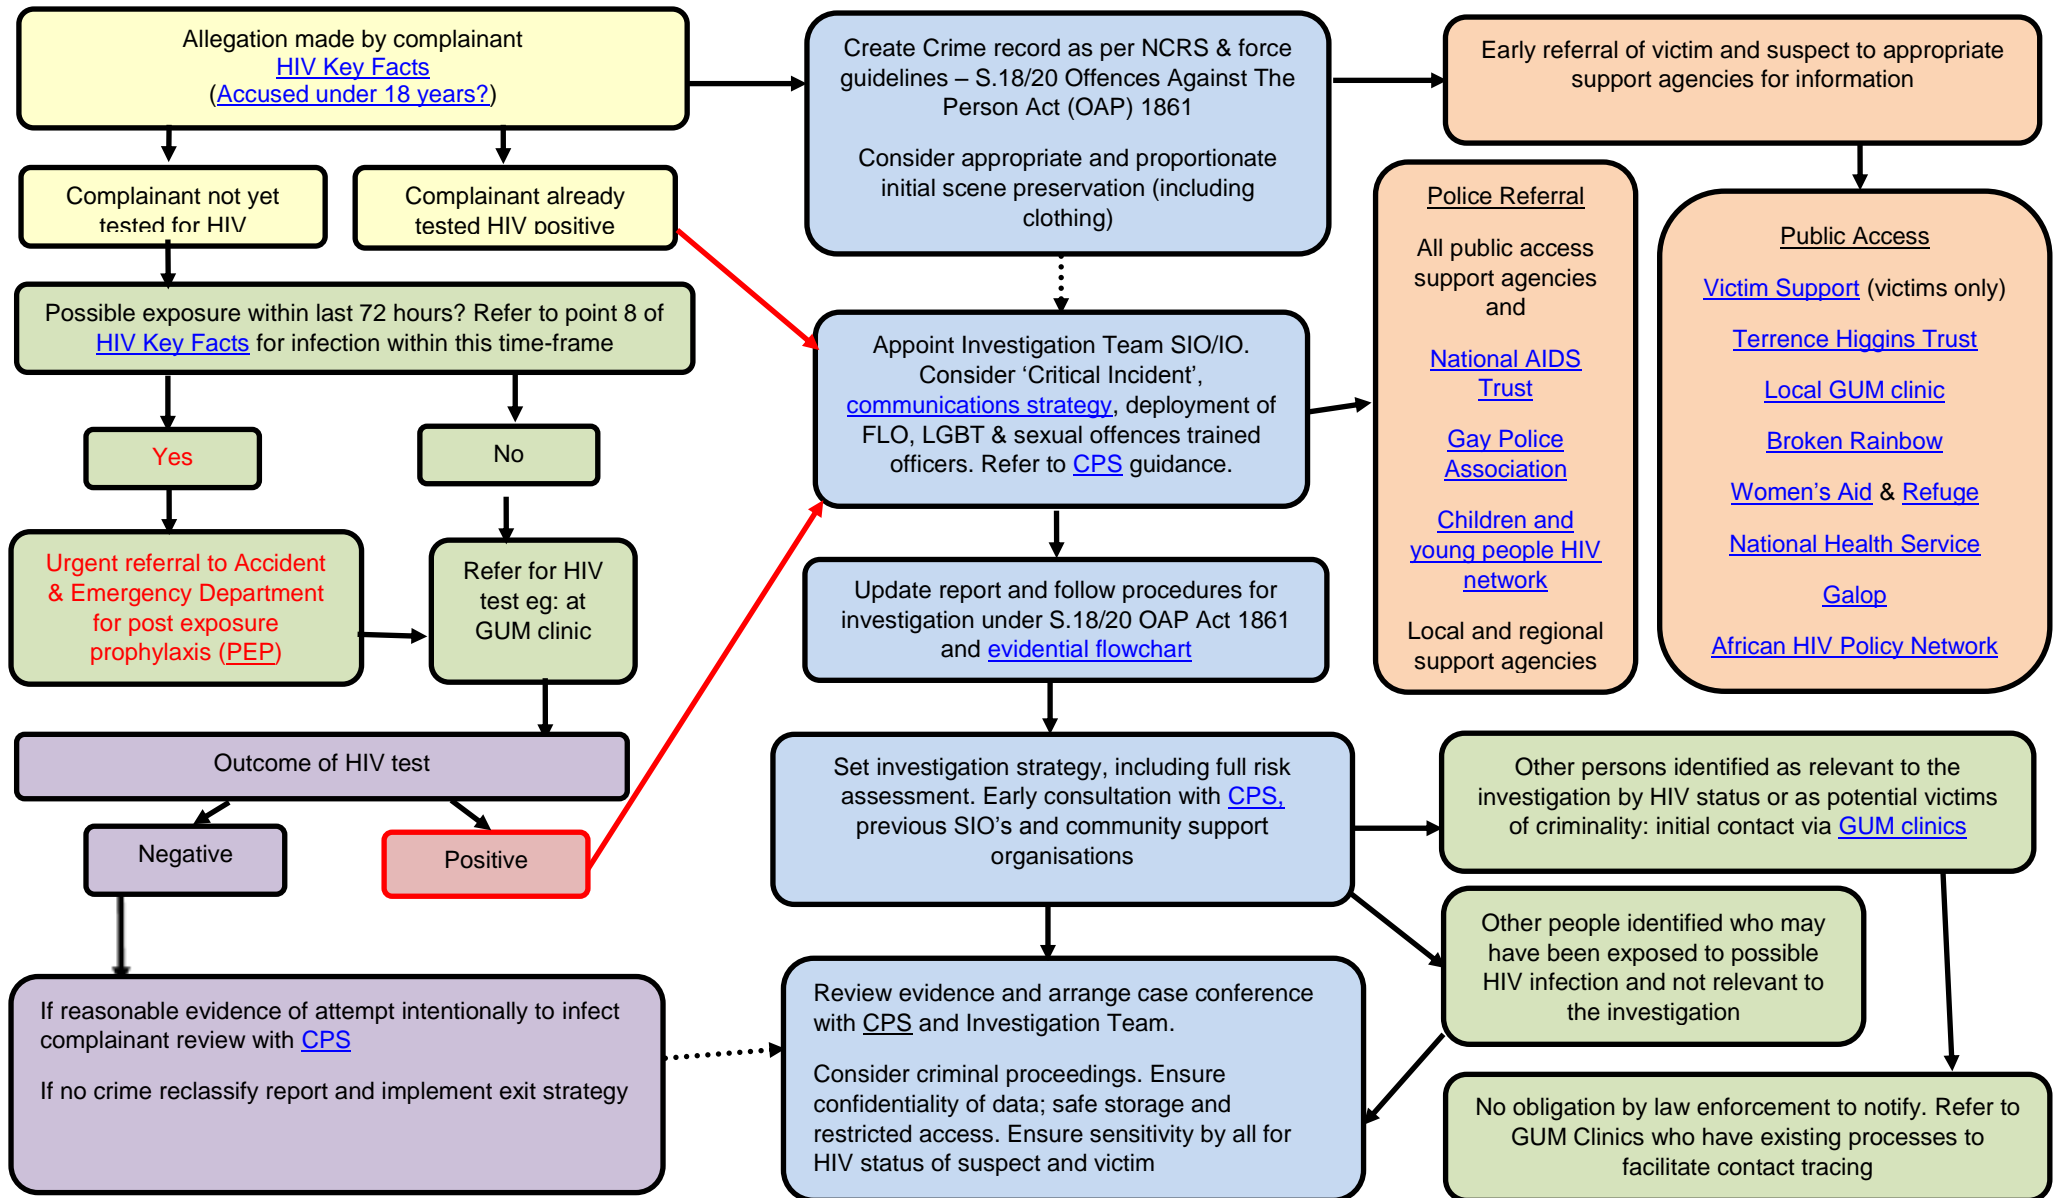 Allegation made by complainant
HIV Key Facts
(Accused under 18 years?)
Complainant not yet
tested for HIV
Complainant already
tested HIV positive
Possible exposure within last 72 hours? Refer to point 8 of
HIV Key Facts for infection within this time-frame
Yes
No
Urgent referral to Accident
& Emergency Department
for post exposure
prophylaxis (PEP)
Refer for HIV
test eg: at
GUM clinic
Outcome of HIV test
Negative
Positive
If reasonable evidence of attempt intentionally to infect
complainant review with CPS
If no crime reclassify report and implement exit strategy
Create Crime record as per NCRS & force
guidelines – S.18/20 Offences Against The
Person Act (OAP) 1861
Consider appropriate and proportionate
initial scene preservation (including
clothing)
Appoint Investigation Team SIO/IO.
Consider ‘Critical Incident’,
communications strategy, deployment of
FLO, LGBT & sexual offences trained
officers. Refer to CPS guidance.
Update report and follow procedures for
investigation under S.18/20 OAP Act 1861
and evidential flowchart
Set investigation strategy, including full risk
assessment. Early consultation with CPS,
previous SIO's and community support
organisations
Review evidence and arrange case conference
with CPS and Investigation Team.
Consider criminal proceedings. Ensure
confidentiality of data; safe storage and
restricted access. Ensure sensitivity by all for
HIV status of suspect and victim
Early referral of victim and suspect to appropriate
support agencies for information
Police Referral
All public access
support agencies
and
National AIDS
Trust
Gay Police
Association
Children and
young people HIV
network
Local and regional
support agencies
Public Access
Victim Support (victims only)
Terrence Higgins Trust
Local GUM clinic
Broken Rainbow
Women's Aid & Refuge
National Health Service
Galop
African HIV Policy Network
Other persons identified as relevant to the
investigation by HIV status or as potential victims
of criminality: initial contact via GUM clinics
Other people identified who may
have been exposed to possible
HIV infection and not relevant to
the investigation
No obligation by law enforcement to notify. Refer to
GUM Clinics who have existing processes to
facilitate contact tracing